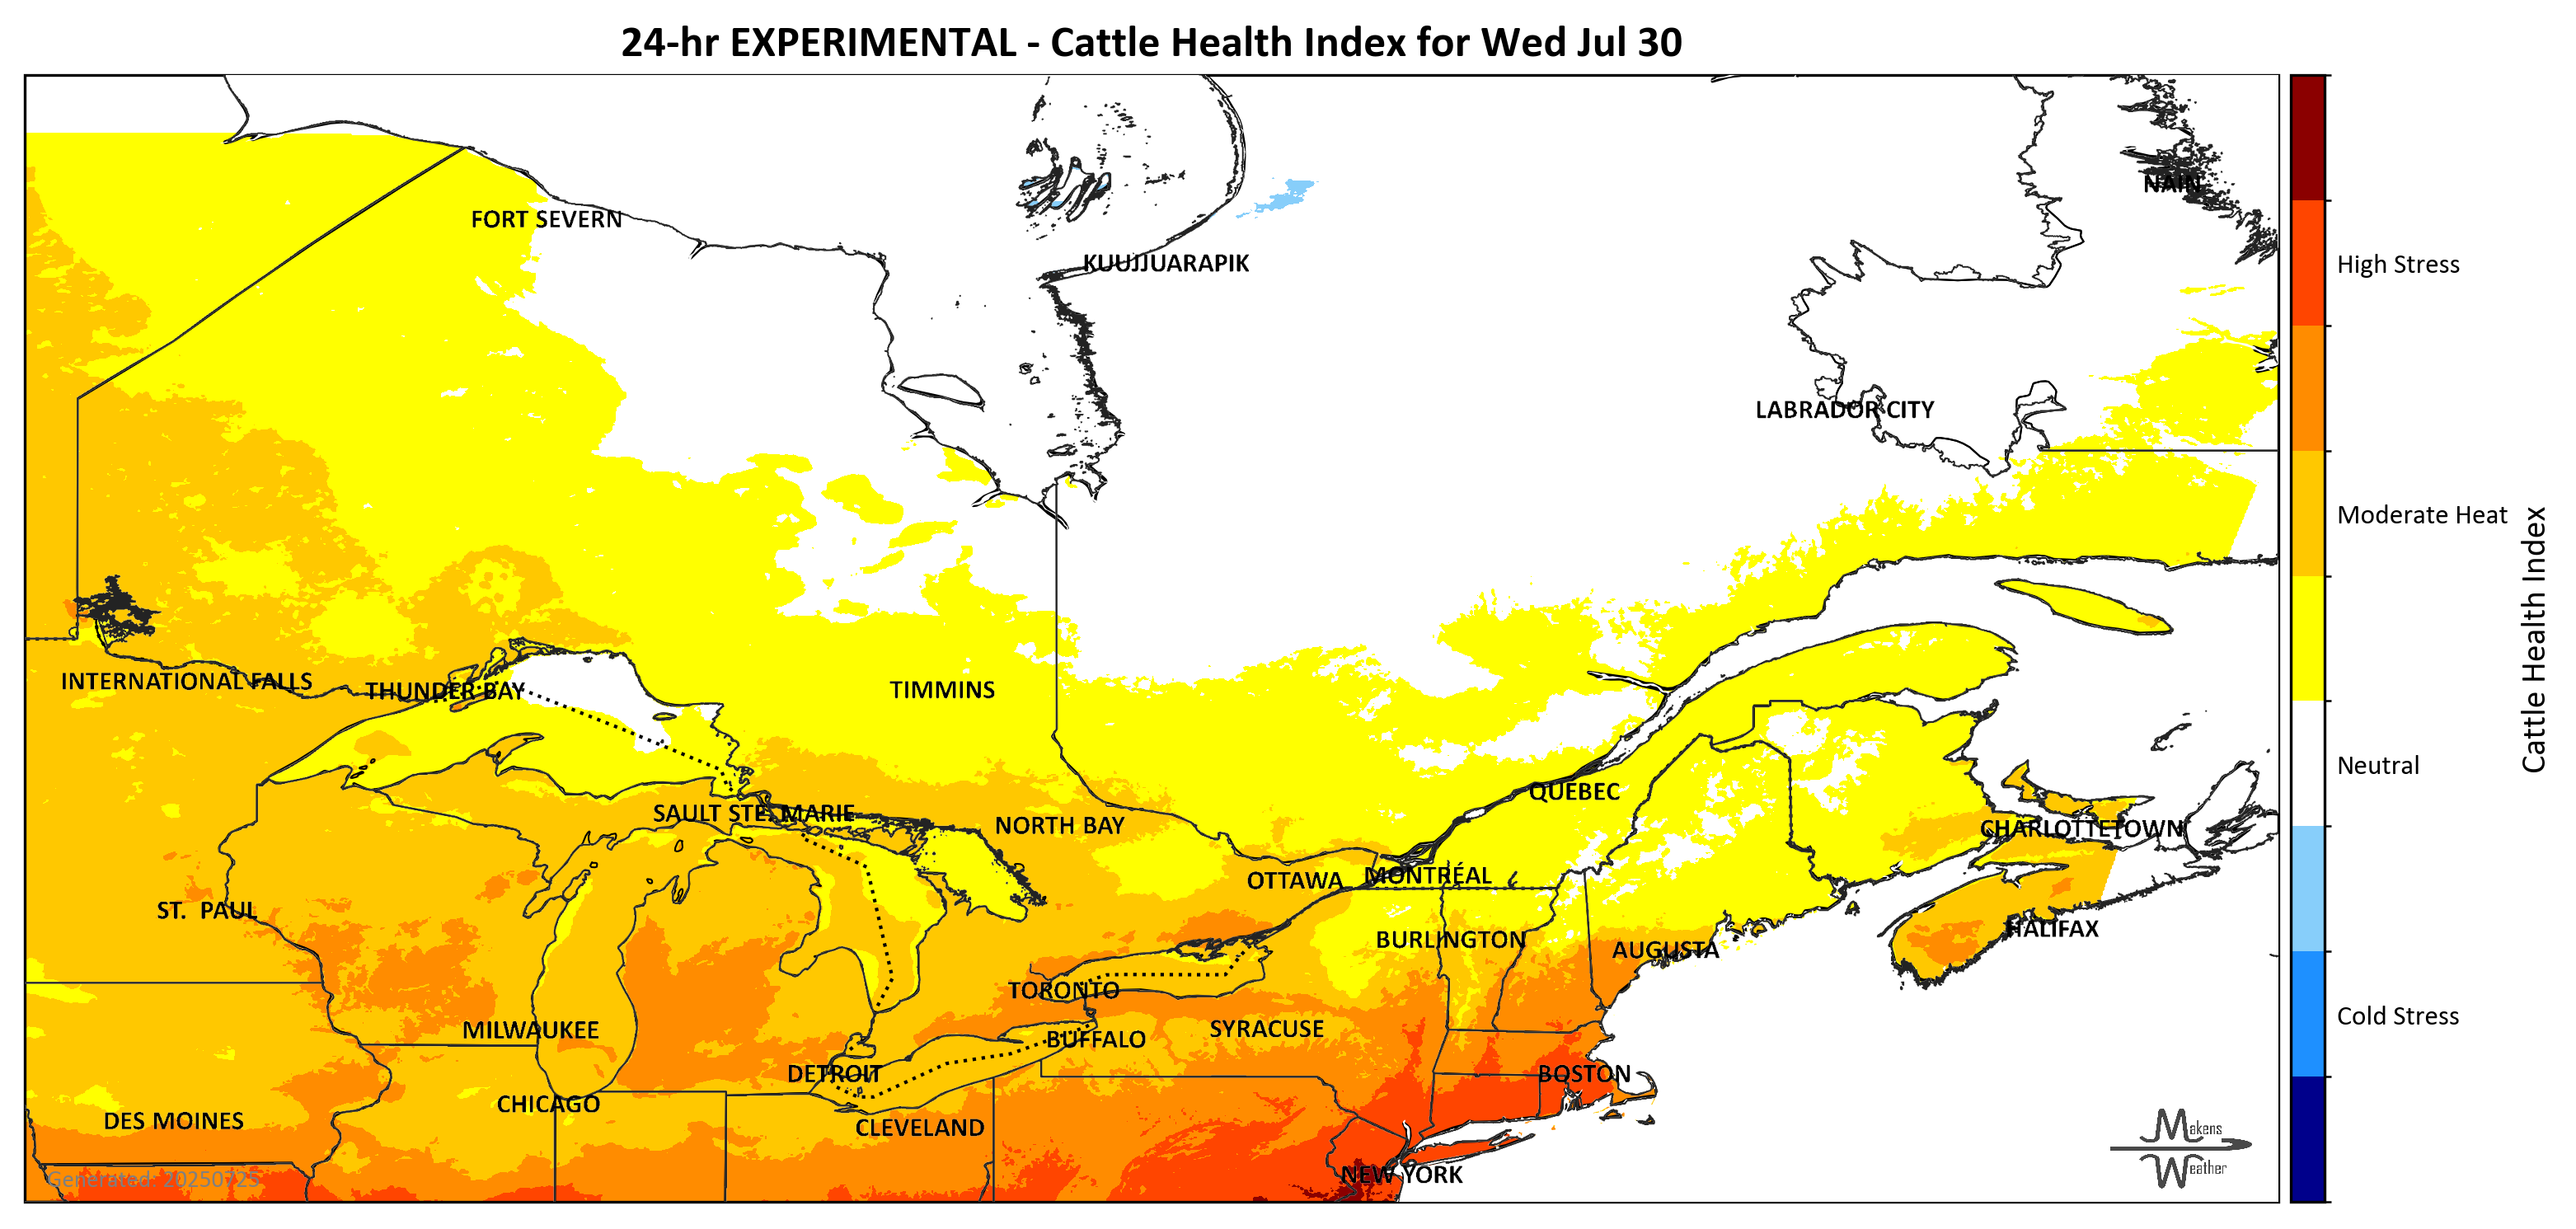 24-hr EXPERIMENTAL - Cattle Health Index for Wed Jul 30
NAIN
FORT SEVERN
KUUJJUARAPIK
High Stress
LABRADOR CITY
Moderate Heat
Cattle Health Index
INTERNATIONAL FALLS
THUNDER BAY
TIMMINS
Neutral
QUEBEC
SAULT STE. MARIE
NORTH BAY
CHARLOTTETOWN
OTTAWA
MONTRÉAL
ST. PAUL
HALIFAX
BURLINGTON
AUGUSTA
TORONTO
Cold Stress
MILWAUKEE
SYRACUSE
BUFFALO
DETROIT
BOSTON
CHICAGO
DES MOINES
CLEVELAND
Makens
Weather
NEW YORK
Generated: 20250725